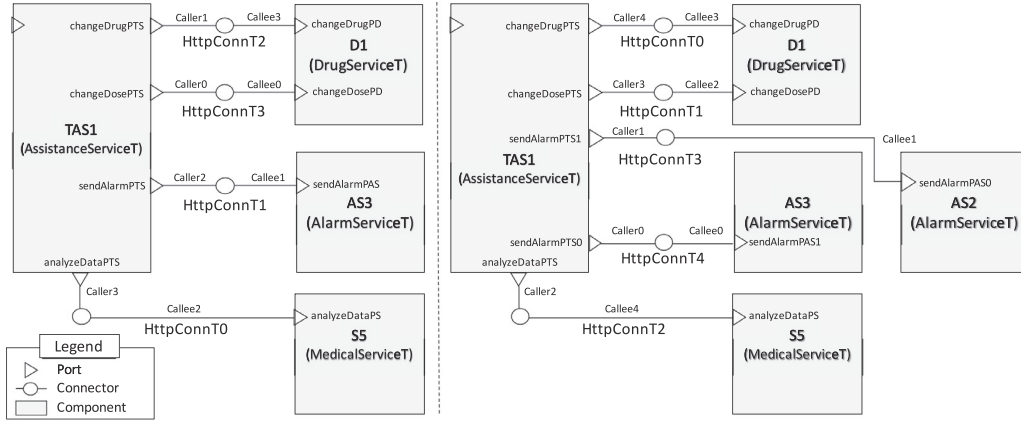 changeDrugPTS
Caller1
Callee3
changeDrugPD
HttpConnT2
D1
(DrugServiceT)
changeDosePTS
Caller0
Callee0
changeDosePD
HttpConnT3
TAS1
(AssistanceServiceT)
sendAlarmPTS
Caller2
Callee1
sendAlarmPAS
HttpConnT1
AS3
(AlarmServiceT)
analyzeDataPTS
Caller3
Callee2
analyzeDataPS
HttpConnT0
S5
(MedicalServiceT)
Legend
Port
Connector
Component
changeDrugPTS
Caller4
Callee3
changeDrugPD
HttpConnT0
D1
(DrugServiceT)
changeDosePTS
Caller3
Callee2
changeDosePD
HttpConnT1
sendAlarmPTS1
Caller1
Callee1
HttpConnT3
TAS1
(AssistanceServiceT)
sendAlarmPAS0
AS2
(AlarmServiceT)
AS3
(AlarmServiceT)
sendAlarmPTS0
Caller0
Callee0
sendAlarmPAS1
HttpConnT4
analyzeDataPTS
Caller2
Callee4
analyzeDataPS
HttpConnT2
S5
(MedicalServiceT)